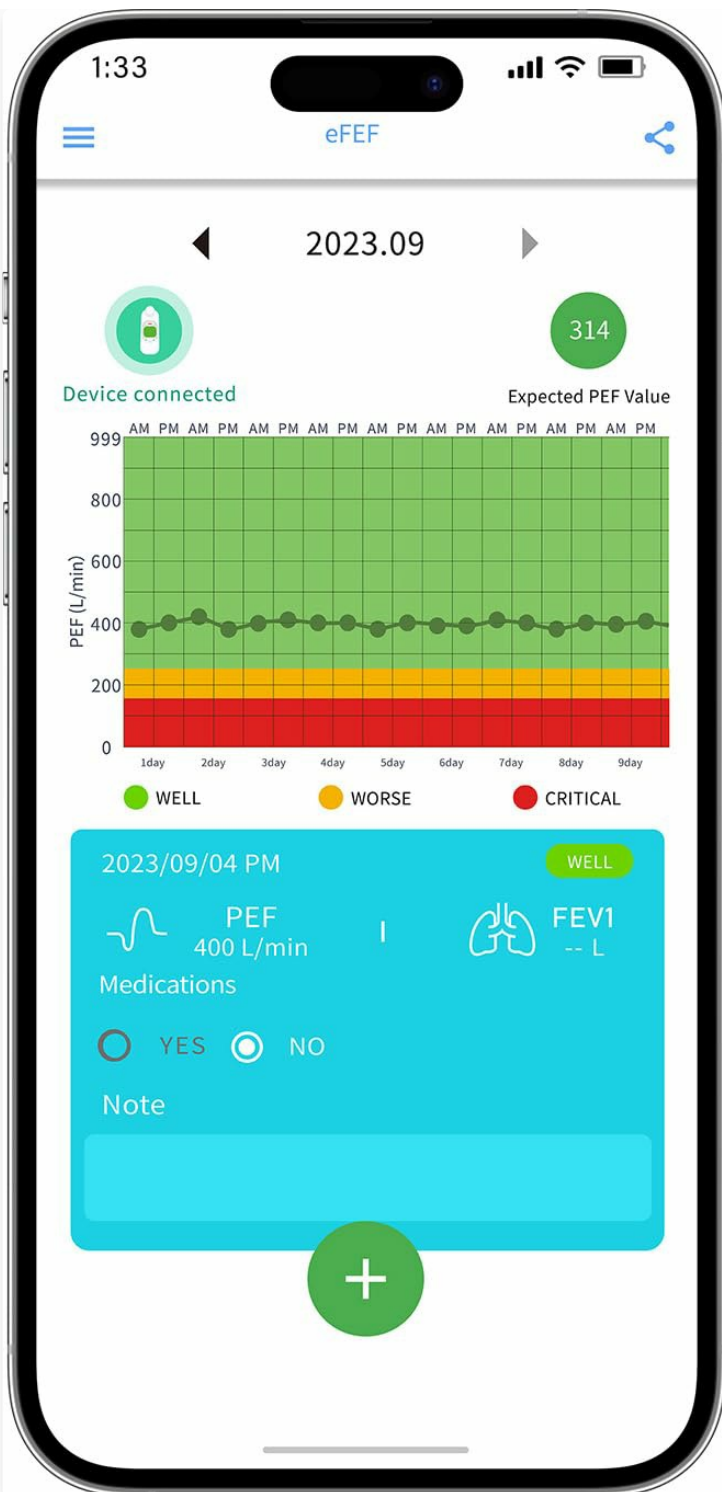 1:33
eFEF
2023.09
314
Device connected
Expected PEF Value
AM PM AM PM AM PM AM PM AM PM AM PM AM PM AM PM AM PM
999
800
600
400
200
0
PEF (L/min)
1day 2day 3day 4day 5day 6day 7day 8day 9day
WELL WORSE CRITICAL
2023/09/04 PM WELL
PEF FEV1
400 L/min -- L
Medications
YES NO
Note